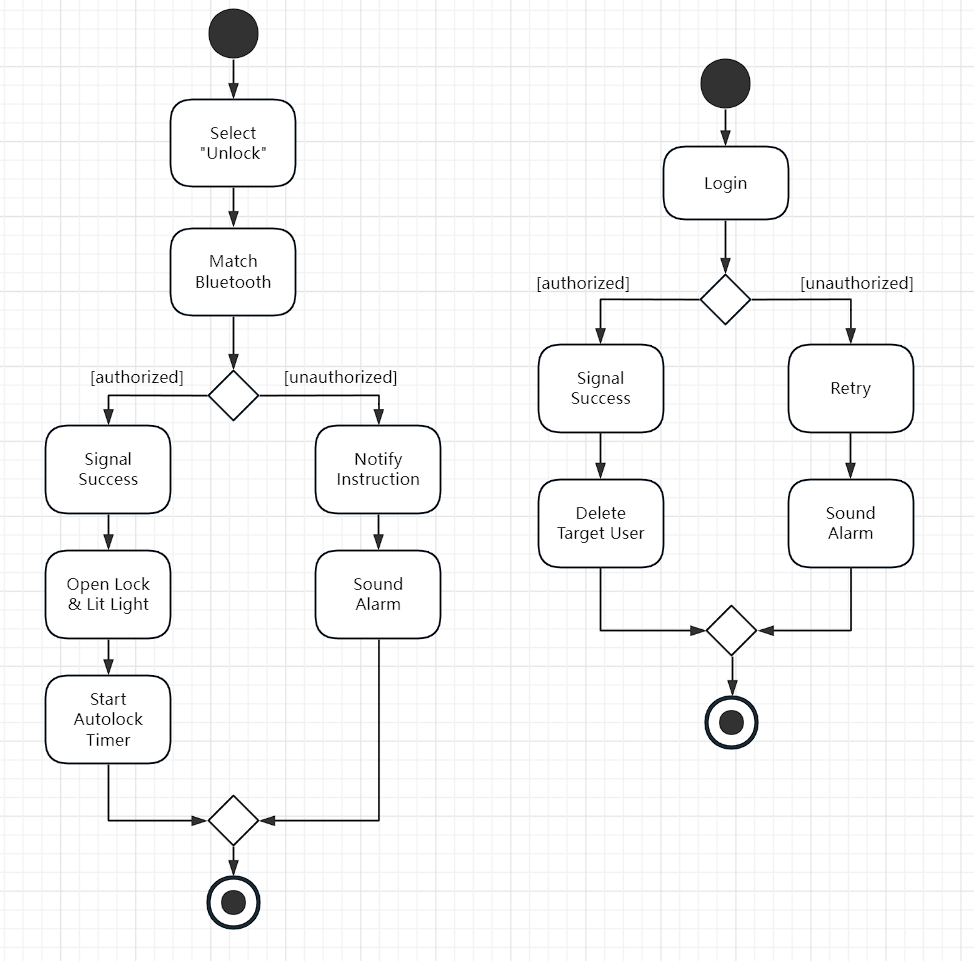 Select
"Unlock"
Match
Bluetooth
[authorized]
[unauthorized]
Signal
Success
Notify
Instruction
Open Lock
& Lit Light
Sound
Alarm
Start
Autolock
Timer
Login
[authorized]
[unauthorized]
Signal
Success
Retry
Delete
Target User
Sound
Alarm